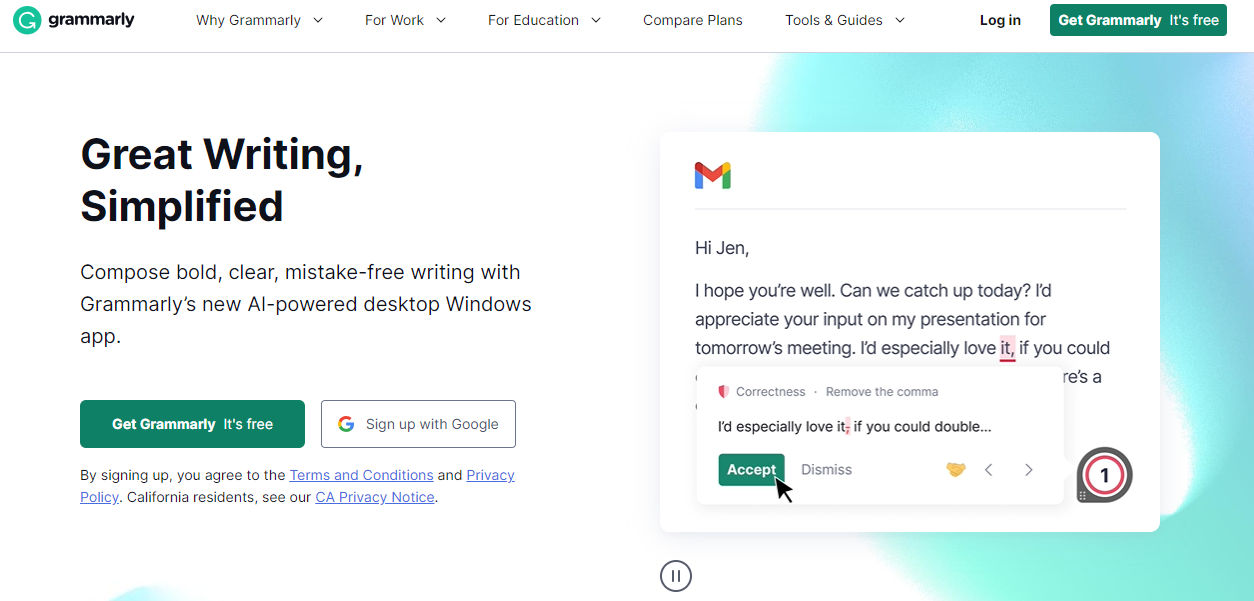 grammarly
Why Grammarly
For Work
For Education
Compare Plans
Tools & Guides
Log in
Get Grammarly It's free
Great Writing,
Simplified
Compose bold, clear, mistake-free writing with
Grammarly’s new AI-powered desktop Windows
app.
Get Grammarly It's free
Sign up with Google
By signing up, you agree to the Terms and Conditions and Privacy
Policy. California residents, see our CA Privacy Notice.
Hi Jen,
I hope you’re well. Can we catch up today? I’d
appreciate your input on my presentation for
tomorrow’s meeting. I’d especially love it, if you could
re’s a
Correctness · Remove the comma
I’d especially love it, if you could double...
Accept
Dismiss
1